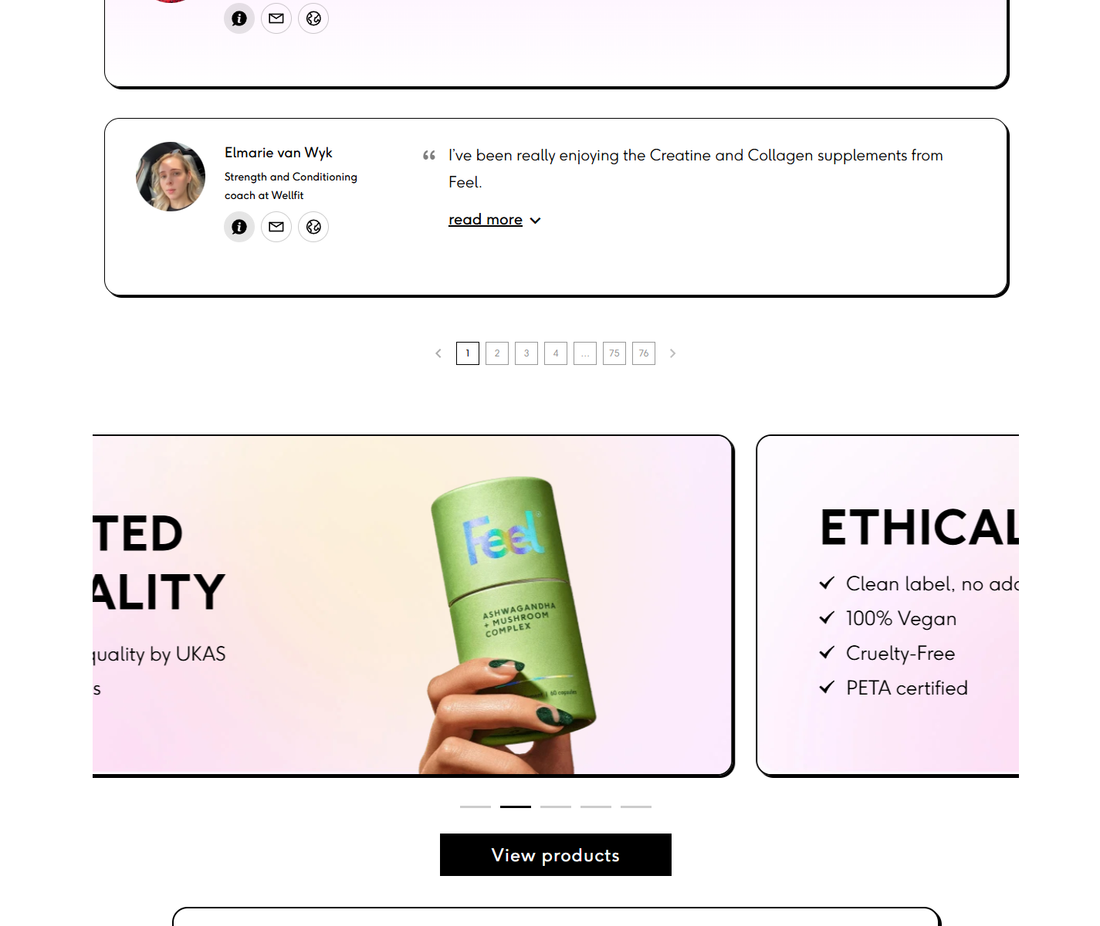 Elmarie van Wyk
Strength and Conditioning
coach at Wellfit
“ I've been really enjoying the Creatine and Collagen supplements from
Feel.
read more
1 2 3 4 ... 75 76
TED
ALITY
quality by UKAS
s
Feel
ASHWAGANDHA
+ MUSHROOM
COMPLEX
60 capsules
ETHICAL
Clean label, no add
100% Vegan
Cruelty-Free
PETA certified
View products